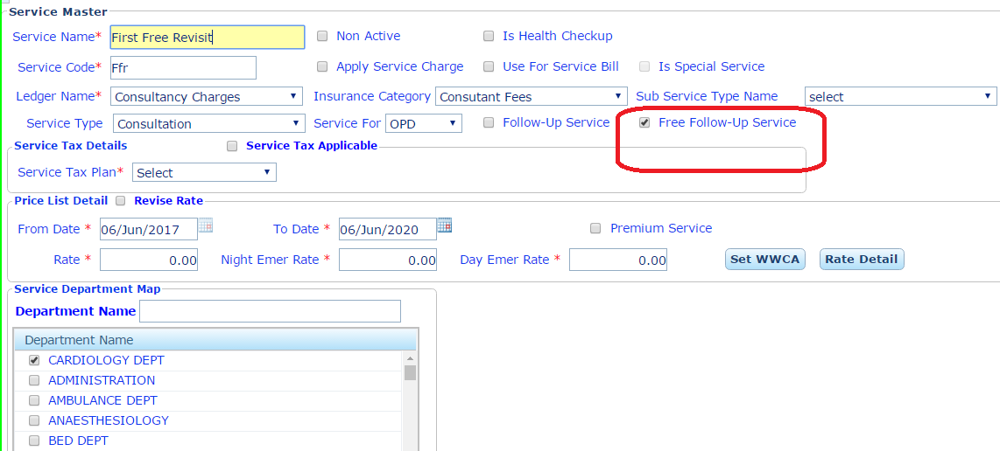 Service Master
Service Name* First Free Revisit Non Active Is Health Checkup
Service Code* Ffr Apply Service Charge Use For Service Bill Is Special Service
Ledger Name* Consultancy Charges Insurance Category Consutant Fees Sub Service Type Name select
Service Type Consultation Service For OPD Follow-Up Service Free Follow-Up Service
Service Tax Details Service Tax Applicable
Service Tax Plan* Select
Price List Detail Revise Rate
From Date * 06/Jun/2017 To Date * 06/Jun/2020 Premium Service
Rate * 0.00 Night Emer Rate * 0.00 Day Emer Rate * 0.00 Set WWCA Rate Detail
Service Department Map
Department Name
Department Name
CARDIOLOGY DEPT
ADMINISTRATION
AMBULANCE DEPT
ANAESTHESIOLOGY
BED DEPT